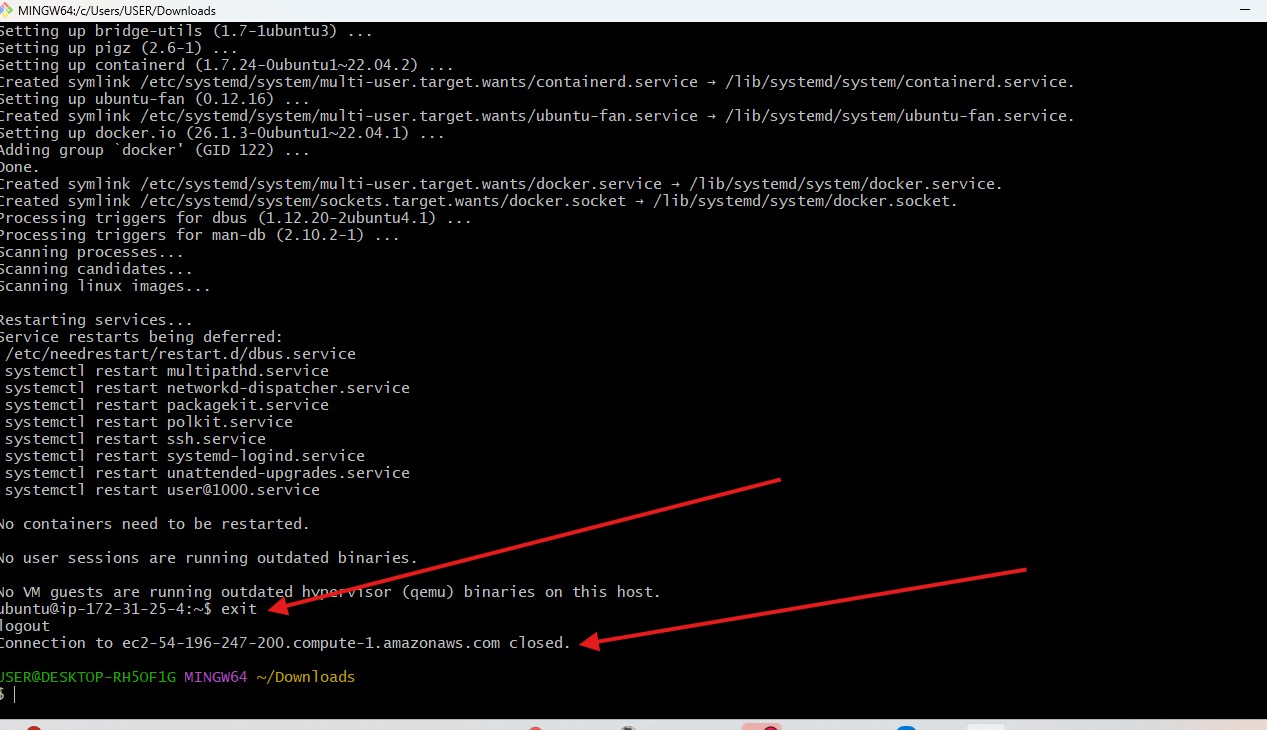 MINGW64:/c/Users/USER/Downloads
Setting up bridge-utils (1.7-1ubuntu3) ...
Setting up pigz (2.6-1) ...
Setting up containerd (1.7.24-0ubuntu1~22.04.2) ...
Created symlink /etc/systemd/system/multi-user.target.wants/containerd.service → /lib/systemd/system/containerd.service.
Setting up ubuntu-fan (0.12.16) ...
Created symlink /etc/systemd/system/multi-user.target.wants/ubuntu-fan.service → /lib/systemd/system/ubuntu-fan.service.
Setting up docker.io (26.1.3-0ubuntu1~22.04.1) ...
Adding group `docker' (GID 122) ...
Done.
Created symlink /etc/systemd/system/multi-user.target.wants/docker.service → /lib/systemd/system/docker.service.
Created symlink /etc/systemd/system/sockets.target.wants/docker.socket → /lib/systemd/system/docker.socket.
Processing triggers for dbus (1.12.20-2ubuntu4.1) ...
Processing triggers for man-db (2.10.2-1) ...
Scanning processes...
Scanning candidates...
Scanning linux images...
Restarting services...
Service restarts being deferred:
/etc/needrestart/restart.d/dbus.service
systemctl restart multipathd.service
systemctl restart networkd-dispatcher.service
systemctl restart packagekit.service
systemctl restart polkit.service
systemctl restart ssh.service
systemctl restart systemd-logind.service
systemctl restart unattended-upgrades.service
systemctl restart user@1000.service
No containers need to be restarted.
No user sessions are running outdated binaries.
No VM guests are running outdated hypervisor (qemu) binaries on this host.
ubuntu@ip-172-31-25-4:~$ exit
logout
Connection to ec2-54-196-247-200.compute-1.amazonaws.com closed.
USER@DESKTOP-RH5OF1G MINGW64 ~/Downloads
$